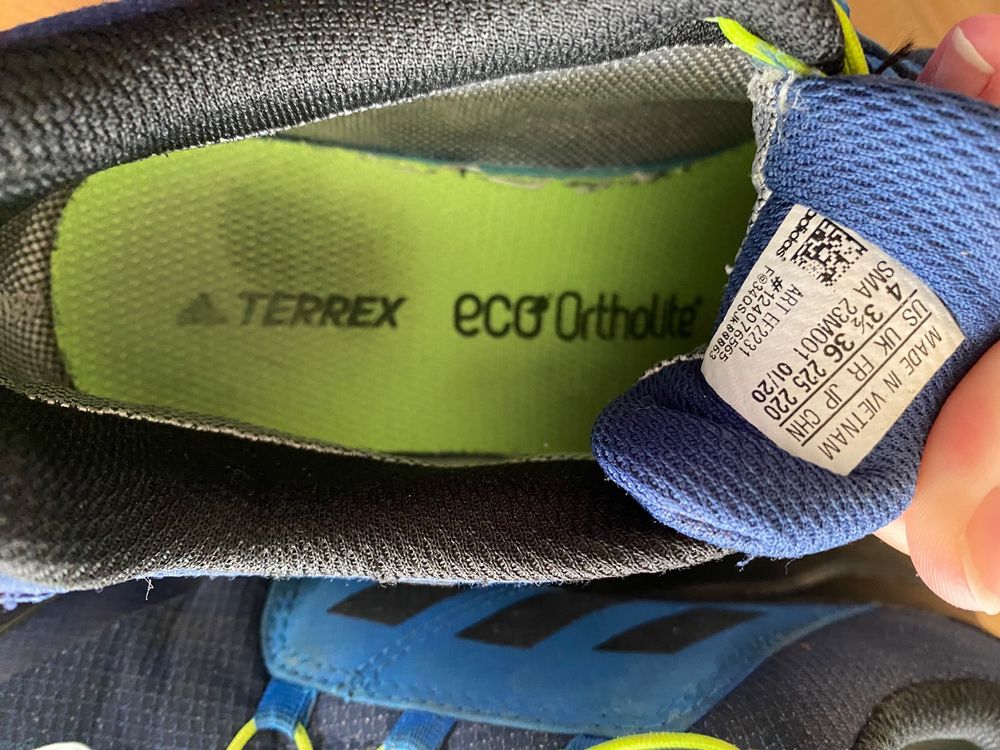 TERREX
eco Ortholite
adidas
MADE IN VIETNAM
US UK FR JP CHN
4 3½ 36 225 220
SMA 23M001 01/20
ART EF2231
#124076565